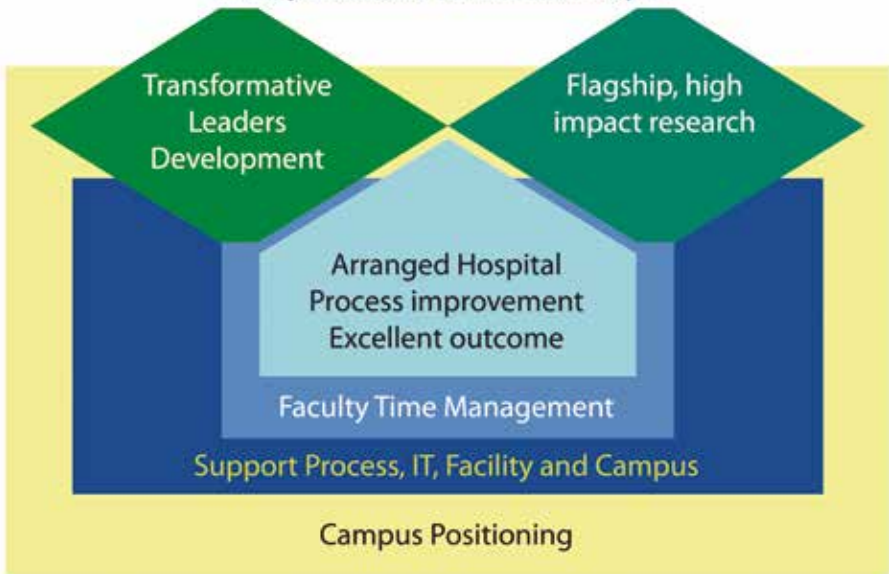 Transformative
Leaders
Development
Flagship, high
impact research
Arranged Hospital
Process improvement
Excellent outcome
Faculty Time Management
Support Process, IT, Facility and Campus
Campus Positioning